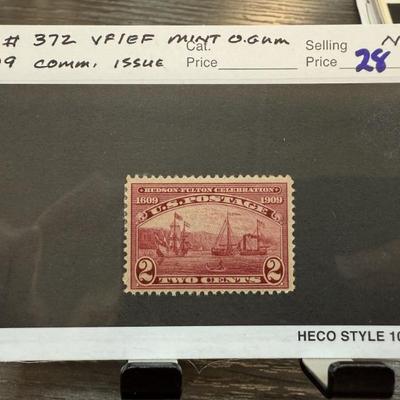 # 372 VF/EF MINT O.GUM Cat. Selling N
9 COMM. ISSUE Price Price 28
HUDSON-FULTON CELEBRATION
1609 1909
U.S. POSTAGE
2 2
TWO CENTS
HECO STYLE 10